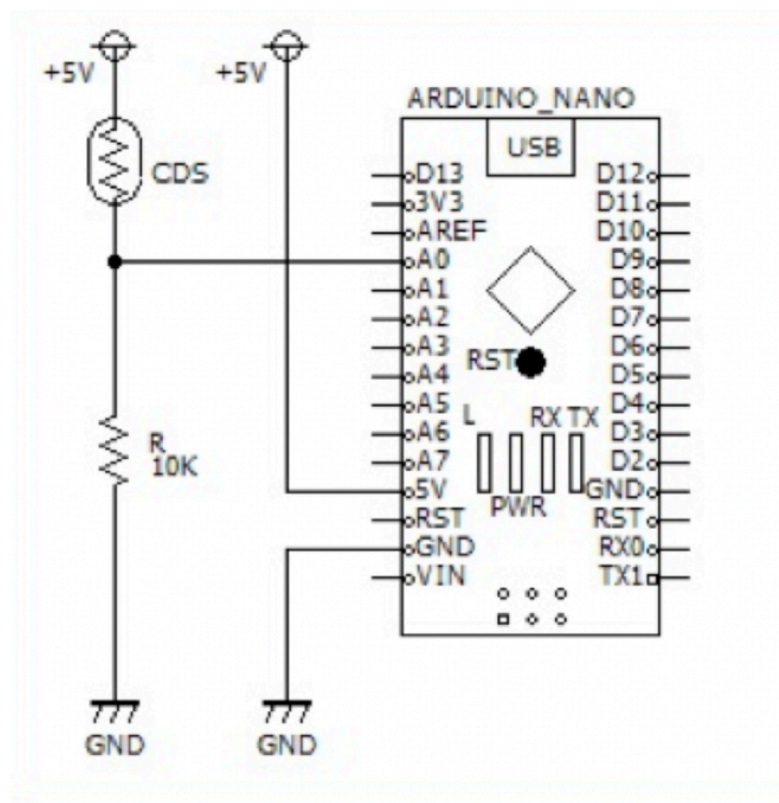 +5V
+5V
ARDUINO_NANO
USB
CDS
D13
D12
3V3
D11
AREF
D10
A0
D9
A1
D8
A2
D7
A3
D6
RST
A4
D5
A5
D4
L
RX TX
A6
D3
R
10K
A7
D2
5V
GND
PWR
RST
RST
GND
RX0
VIN
TX1
GND
GND